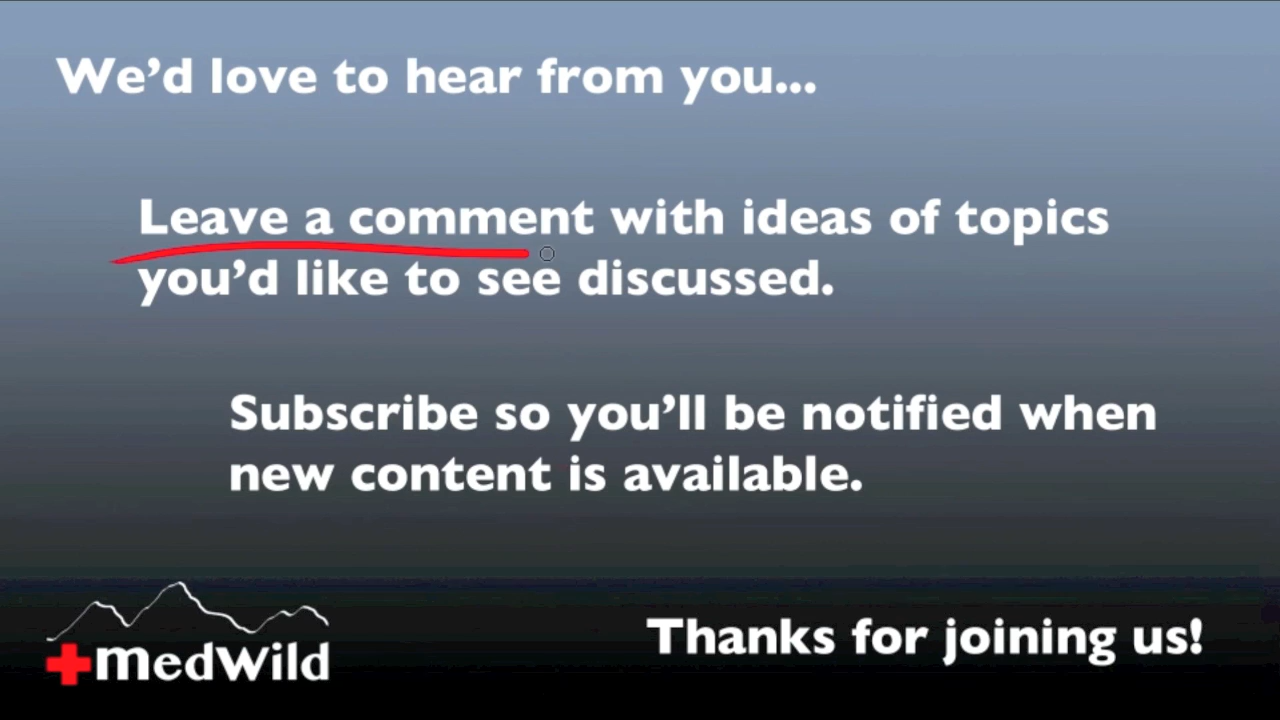 We'd love to hear from you...
Leave a comment with ideas of topics
you'd like to see discussed.
Subscribe so you'll be notified when
new content is available.
medWild
Thanks for joining us!